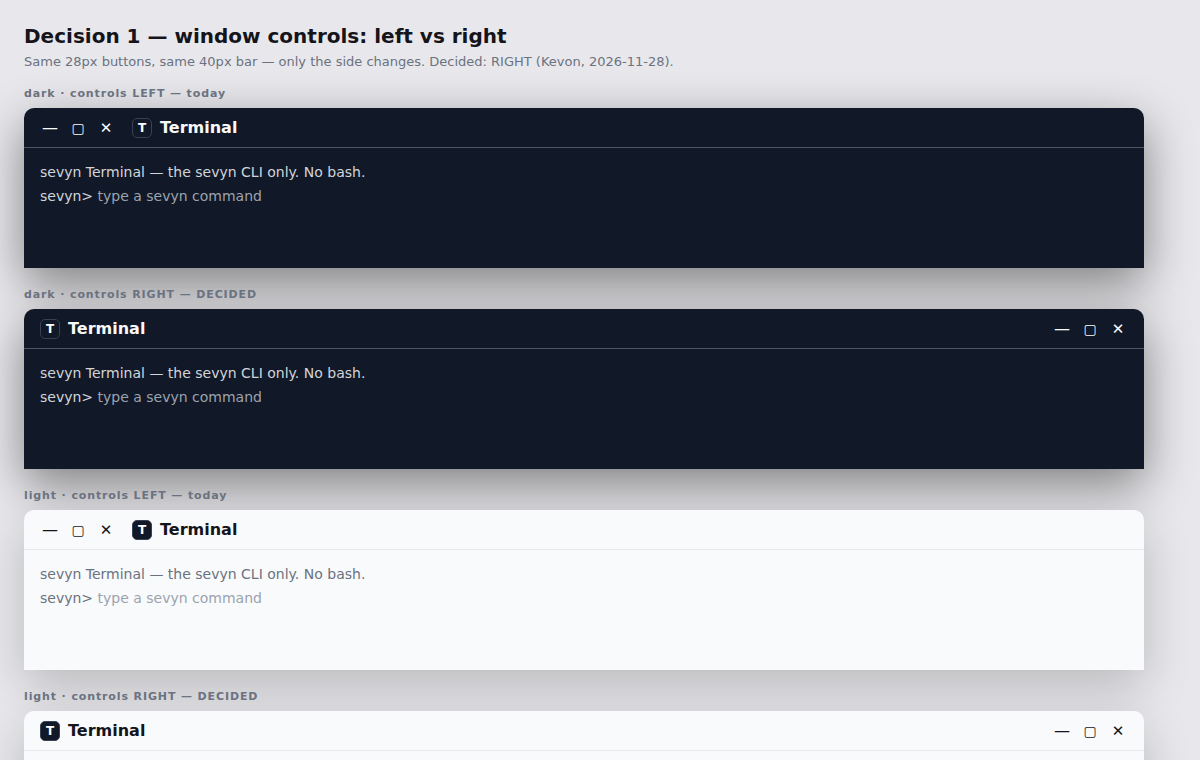 Decision 1 — window controls: left vs right
Same 28px buttons, same 40px bar — only the side changes. Decided: RIGHT (Kevon, 2026-11-28).
dark · controls LEFT — today
— ▢ ✕ T Terminal
sevyn Terminal — the sevyn CLI only. No bash.
sevyn> type a sevyn command
dark · controls RIGHT — DECIDED
T Terminal — ▢ ✕
sevyn Terminal — the sevyn CLI only. No bash.
sevyn> type a sevyn command
light · controls LEFT — today
— ▢ ✕ T Terminal
sevyn Terminal — the sevyn CLI only. No bash.
sevyn> type a sevyn command
light · controls RIGHT — DECIDED
T Terminal — ▢ ✕